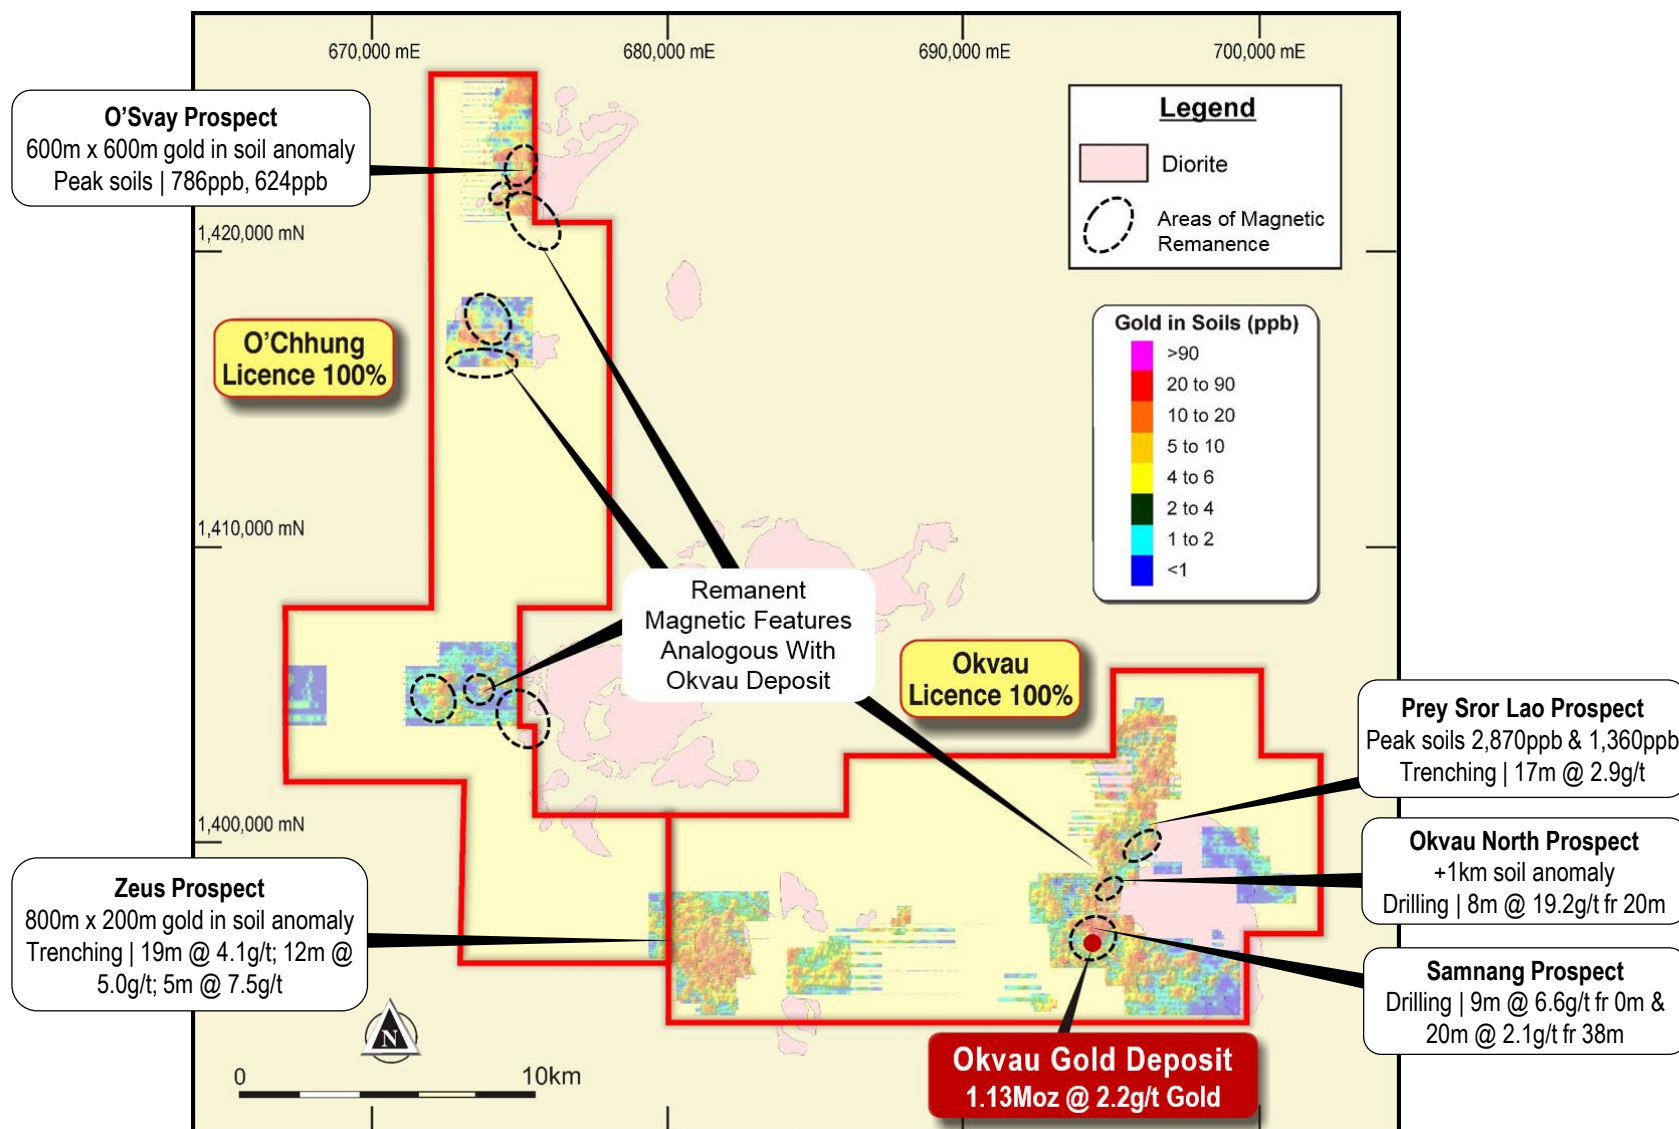 670,000 mE
680,000 mE
690,000 mE
700,000 mE
O'Svay Prospect
600m x 600m gold in soil anomaly
Peak soils | 786ppb, 624ppb
Legend
Diorite
Areas of Magnetic
Remanence
1,420,000 mN
O'Chhung
Licence 100%
Gold in Soils (ppb)
>90
20 to 90
10 to 20
5 to 10
4 to 6
2 to 4
1 to 2
<1
1,410,000 mN
Remanent
Magnetic Features
Analogous With
Okvau Deposit
Okvau
Licence 100%
Prey Sror Lao Prospect
Peak soils 2,870ppb & 1,360ppb
Trenching | 17m @ 2.9g/t
1,400,000 mN
Okvau North Prospect
+1km soil anomaly
Drilling | 8m @ 19.2g/t fr 20m
Zeus Prospect
800m x 200m gold in soil anomaly
Trenching | 19m @ 4.1g/t; 12m @
5.0g/t; 5m @ 7.5g/t
Samnang Prospect
Drilling | 9m @ 6.6g/t fr 0m &
20m @ 2.1g/t fr 38m
N
Okvau Gold Deposit
1.13Moz @ 2.2g/t Gold
0
10km